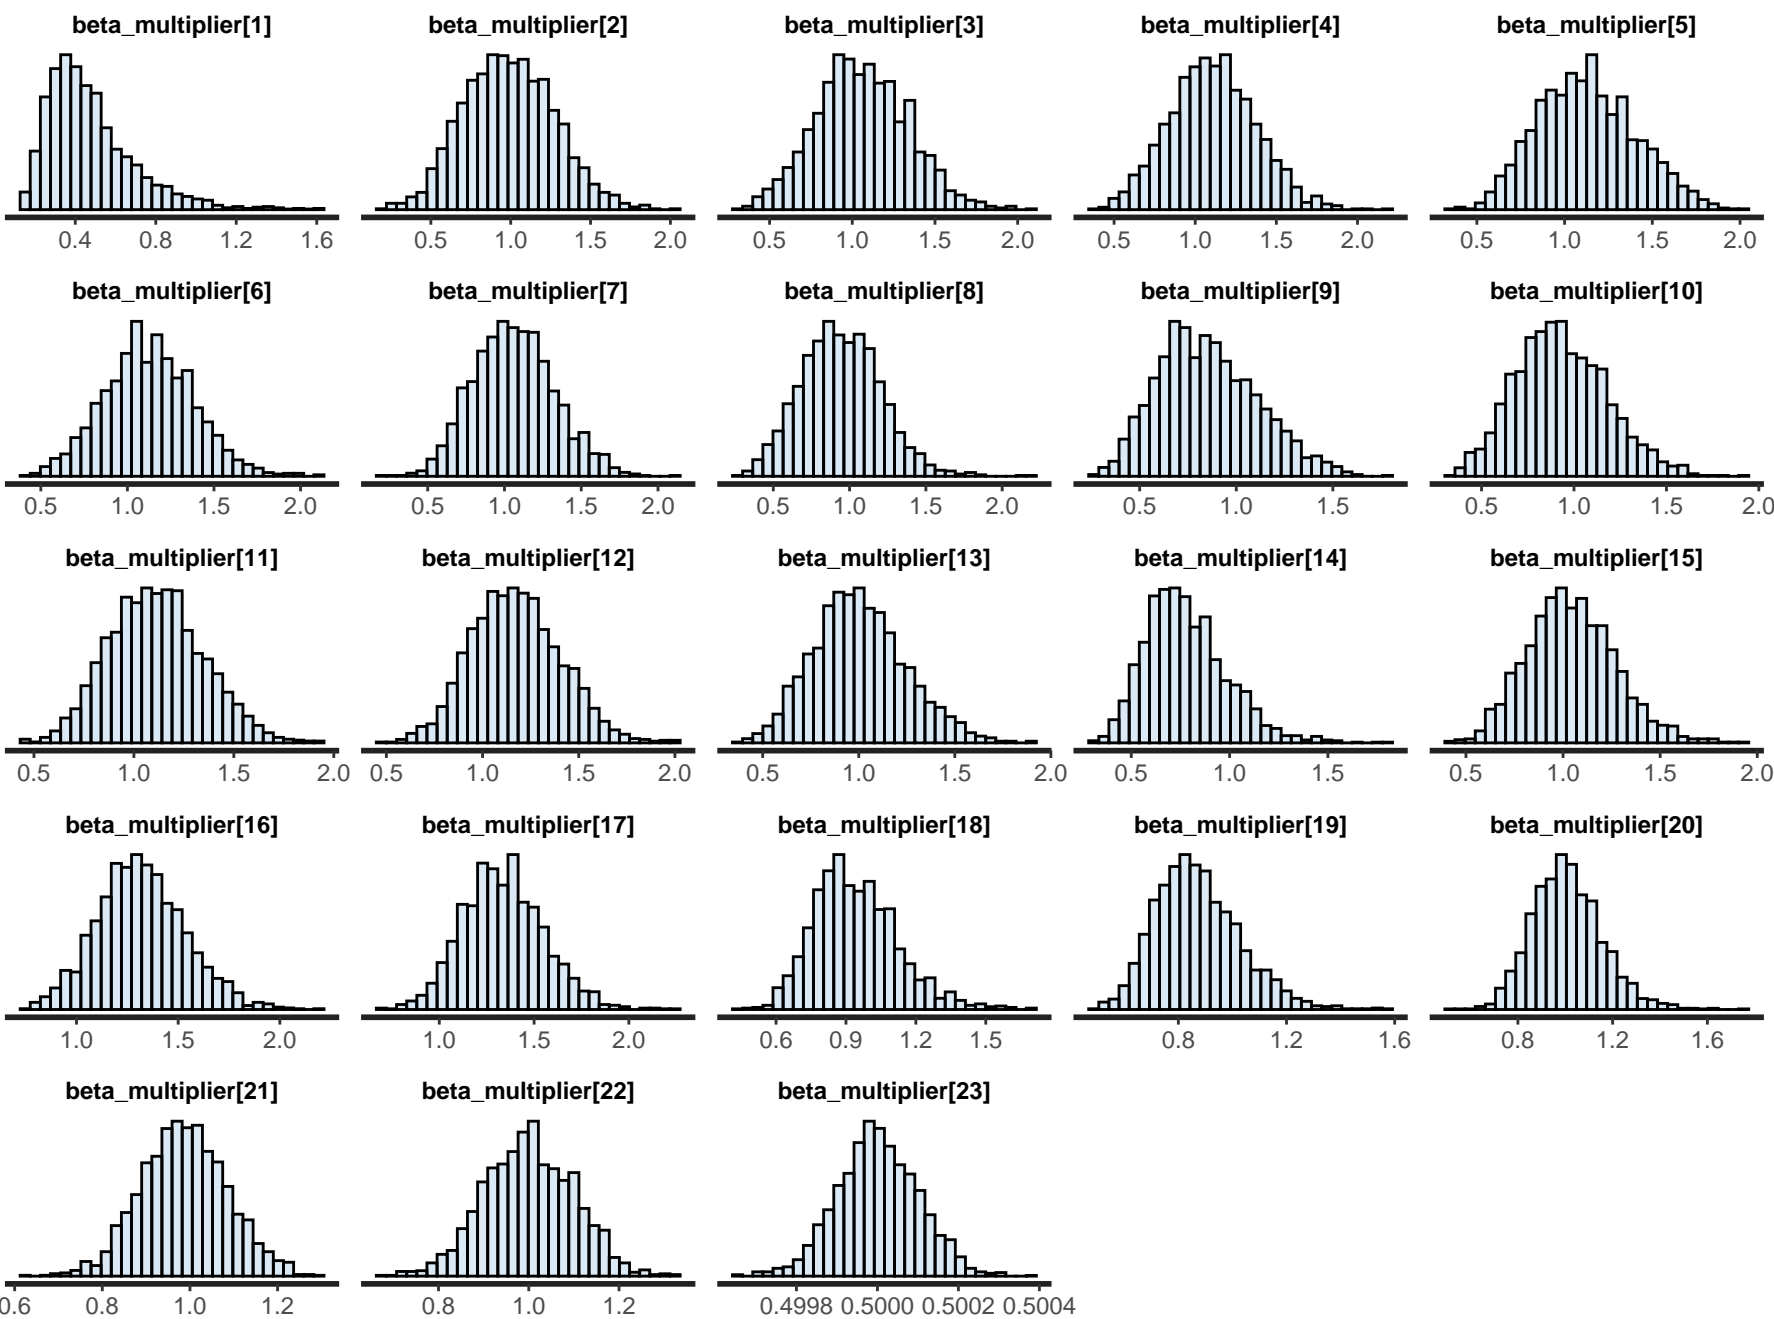 beta_multiplier[1] beta_multiplier[2] beta_multiplier[3] beta_multiplier[4] beta_multiplier[5]
0.4 0.8 1.2 1.6 0.5 1.0 1.5 2.0 0.5 1.0 1.5 2.0 0.5 1.0 1.5 2.0 0.5 1.0 1.5 2.0
beta_multiplier[6] beta_multiplier[7] beta_multiplier[8] beta_multiplier[9] beta_multiplier[10]
0.5 1.0 1.5 2.0 0.5 1.0 1.5 2.0 0.5 1.0 1.5 2.0 0.5 1.0 1.5 0.5 1.0 1.5 2.0
beta_multiplier[11] beta_multiplier[12] beta_multiplier[13] beta_multiplier[14] beta_multiplier[15]
0.5 1.0 1.5 2.0 0.5 1.0 1.5 2.0 0.5 1.0 1.5 2.0 0.5 1.0 1.5 0.5 1.0 1.5 2.0
beta_multiplier[16] beta_multiplier[17] beta_multiplier[18] beta_multiplier[19] beta_multiplier[20]
1.0 1.5 2.0 1.0 1.5 2.0 0.6 0.9 1.2 1.5 0.8 1.2 1.6 0.8 1.2 1.6
beta_multiplier[21] beta_multiplier[22] beta_multiplier[23]
0.6 0.8 1.0 1.2 0.8 1.0 1.2 0.4998 0.5000 0.5002 0.5004